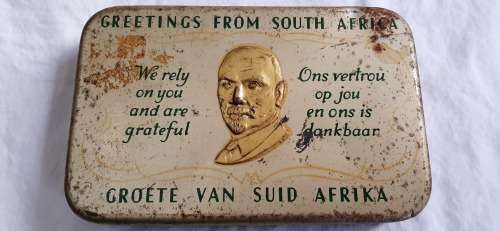 GREETINGS FROM SOUTH AFRICA
We rely
on you
and are
grateful
Ons vertrou
op jou
en ons is
dankbaar
GROETE VAN SUID AFRIKA